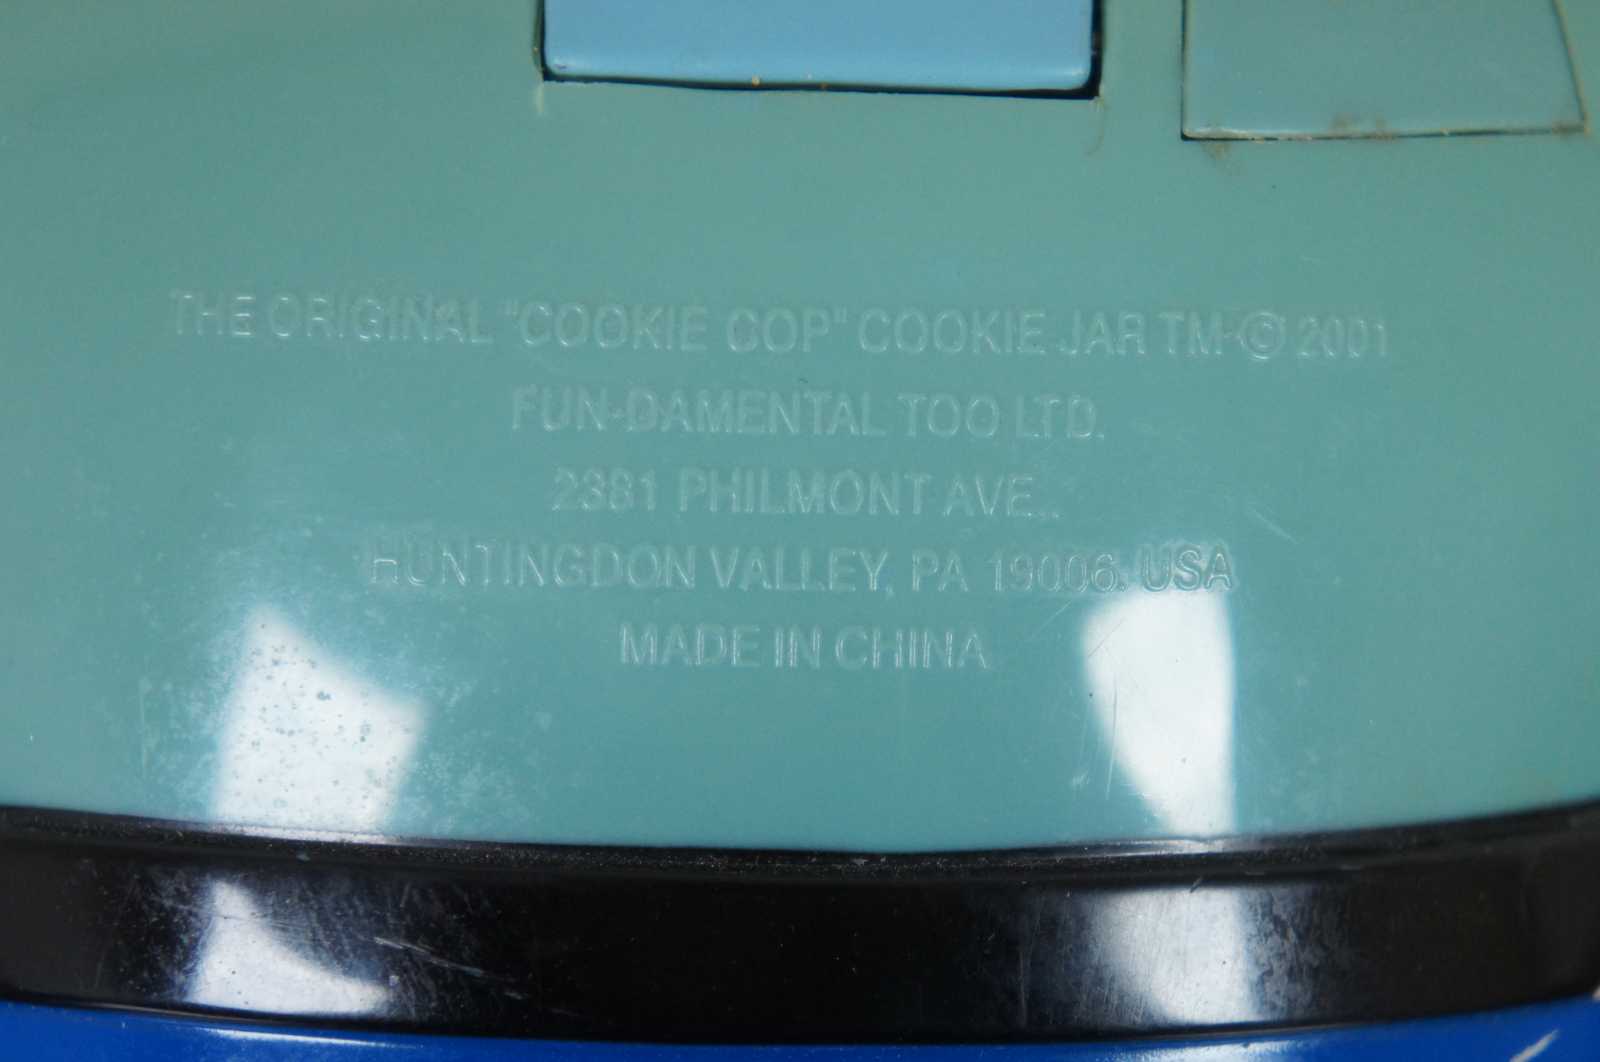 THE ORIGINAL "COOKIE COP" COOKIE JAR TM © 2001
FUN-DAMENTAL TOO LTD.
2381 PHILMONT AVE..
HUNTINGDON VALLEY, PA 19006. USA
MADE IN CHINA